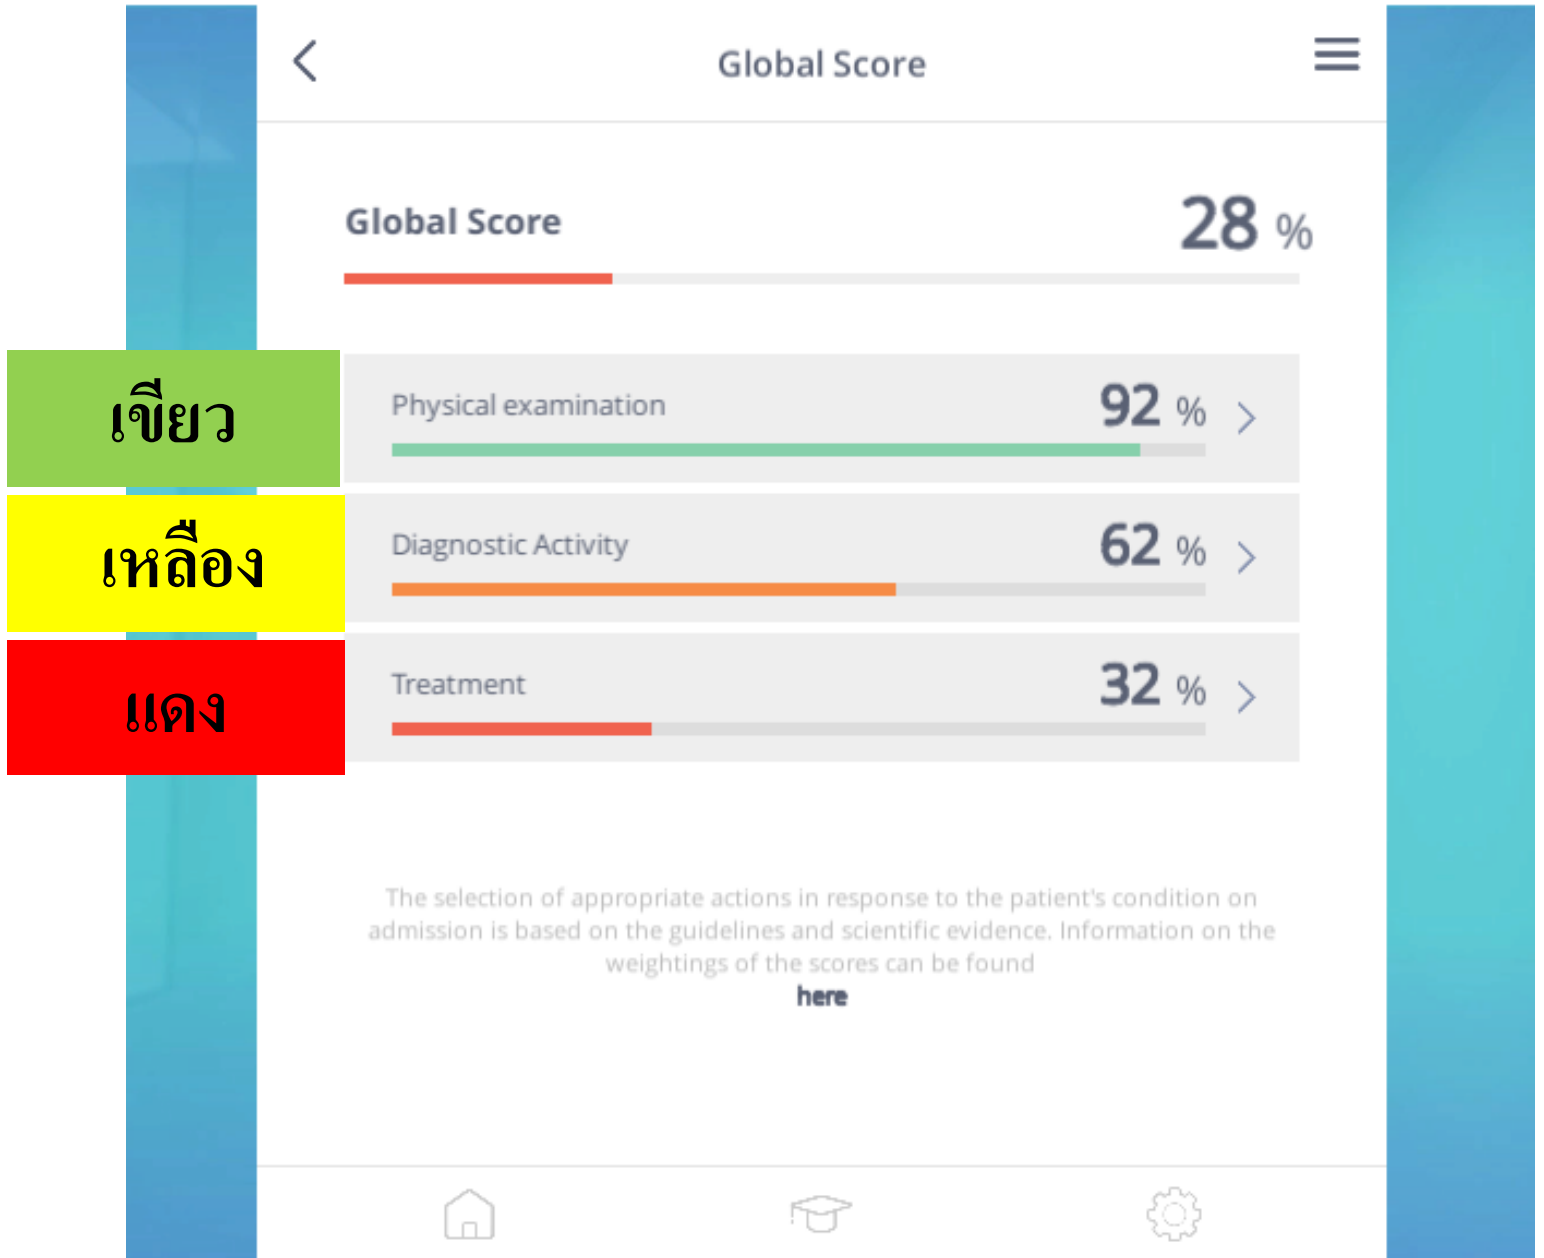 Global Score
Global Score 28 %
เขียว
Physical examination 92 %
เหลือง
Diagnostic Activity 62 %
แดง
Treatment 32 %
The selection of appropriate actions in response to the patient's condition on
admission is based on the guidelines and scientific evidence. Information on the
weightings of the scores can be found
here